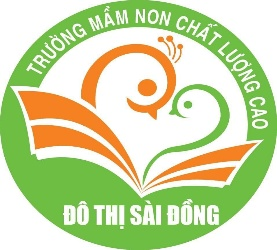 TRƯỜNG MẦM NON CHẤT LƯỢNG CAO
ĐÔ THỊ SÀI ĐỒNG